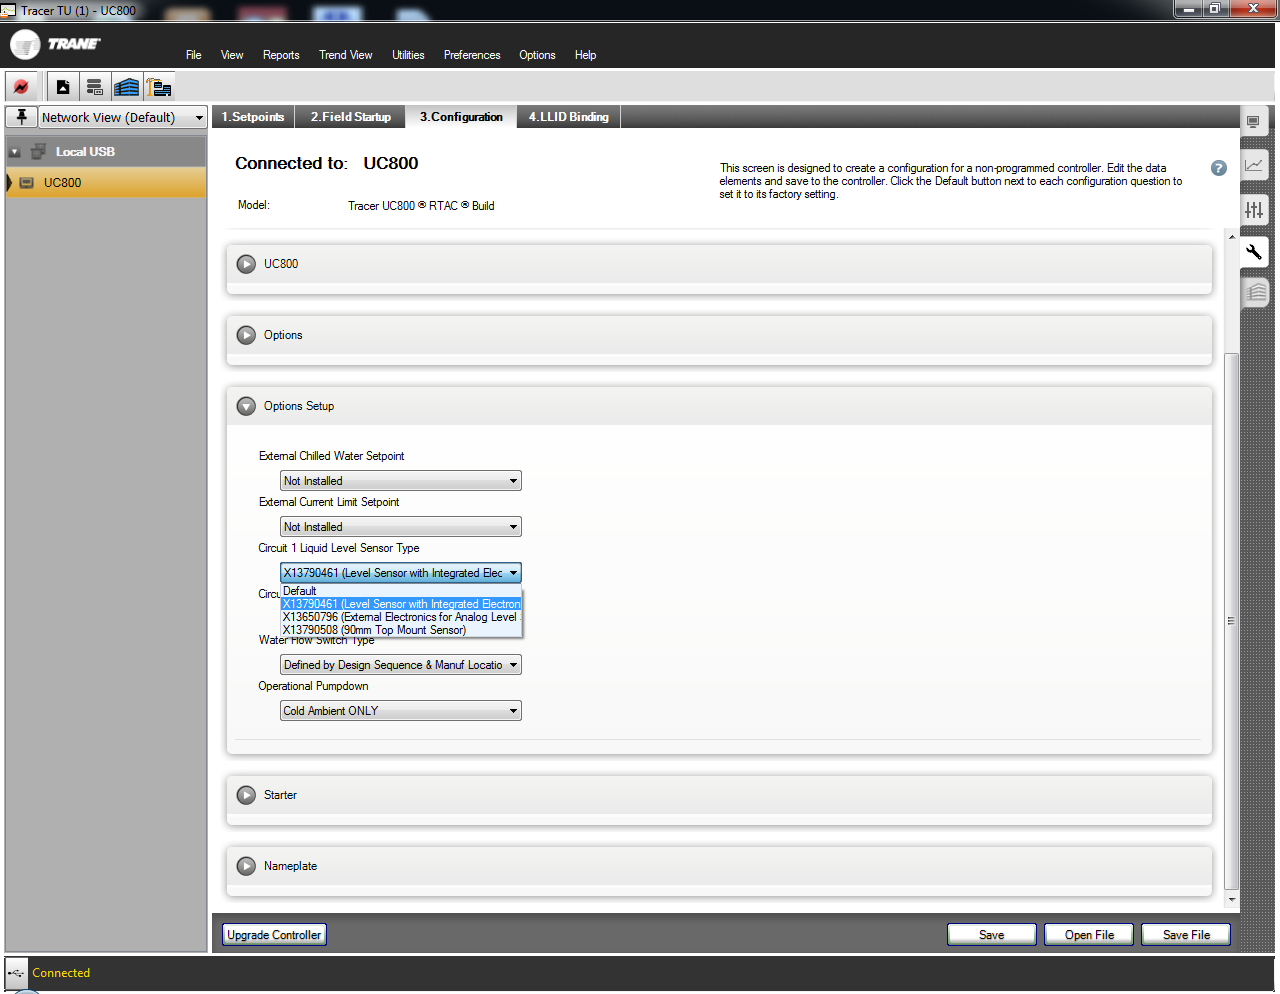 Tracer TU (1) - UC800
TRANE
File View Reports Trend View Utilities Preferences Options Help
Network View (Default)
Local USB
UC800
1.Setpoints 2.Field Startup 3.Configuration 4.LLID Binding
Connected to: UC800
This screen is designed to create a configuration for a non-programmed controller. Edit the data
elements and save to the controller. Click the Default button next to each configuration question to
set it to its factory setting.
Model: Tracer UC800 ® RTAC ® Build
UC800
Options
Options Setup
External Chilled Water Setpoint
Not Installed
External Current Limit Setpoint
Not Installed
Circuit 1 Liquid Level Sensor Type
X13790461 (Level Sensor with Integrated Elec
Default
Circu
X13790461 (Level Sensor with Integrated Electron
X13650796 (External Electronics for Analog Level
X13790508 (90mm Top Mount Sensor)
Water Flow Switch Type
Defined by Design Sequence & Manuf Locatio
Operational Pumpdown
Cold Ambient ONLY
Starter
Nameplate
Upgrade Controller Save Open File Save File
Connected